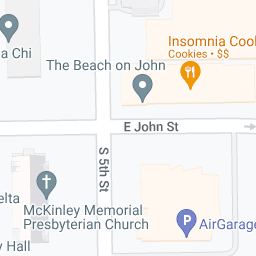 Insomnia Cook
Cookies • $$
a Chi
The Beach on John
E John St
S 5th St
elta
McKinley Memorial
Presbyterian Church
P
AirGarage
y Hall